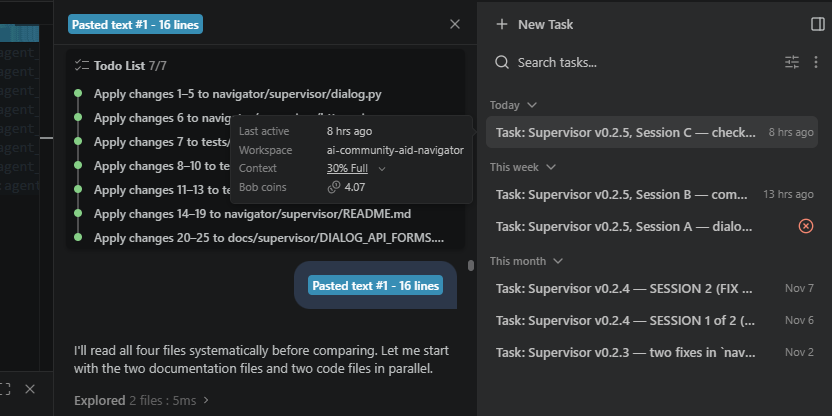 Pasted text #1 - 16 lines
Todo List 7/7
Apply changes 1–5 to navigator/supervisor/dialog.py
Apply changes 6 to
Apply changes 7 to tests/
Apply changes 8–10 to te
Apply changes 11–13 to te
Apply changes 14–19 to navigator/supervisor/README.md
Apply changes 20–25 to docs/supervisor/DIALOG_API_FORMS....
Last active 8 hrs ago
Workspace ai-community-aid-navigator
Context 30% Full
Bob coins 4.07
Pasted text #1 - 16 lines
I'll read all four files systematically before comparing. Let me start
with the two documentation files and two code files in parallel.
Explored 2 files : 5ms
New Task
Search tasks...
Today
Task: Supervisor v0.2.5, Session C — check... 8 hrs ago
This week
Task: Supervisor v0.2.5, Session B — com... 13 hrs ago
Task: Supervisor v0.2.5, Session A — dialo...
This month
Task: Supervisor v0.2.4 — SESSION 2 (FIX ... Nov 7
Task: Supervisor v0.2.4 — SESSION 1 of 2 (... Nov 6
Task: Supervisor v0.2.3 — two fixes in `nav... Nov 2